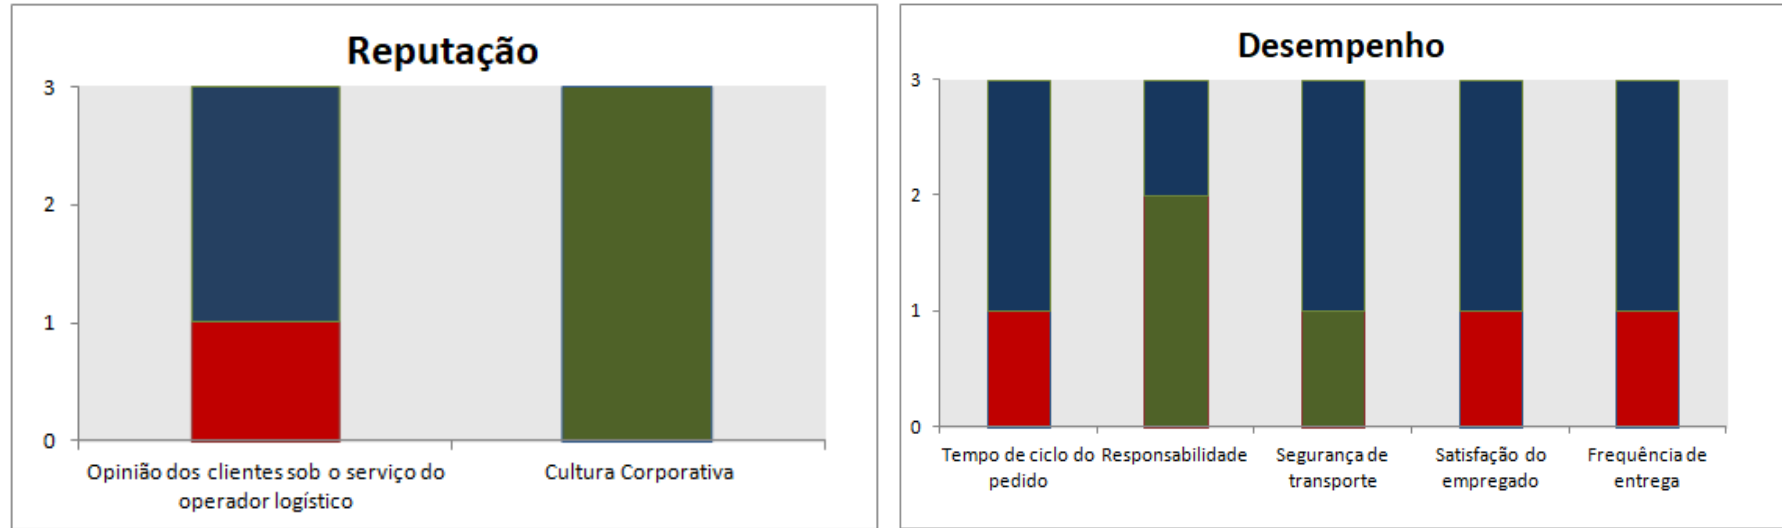 Reputação
3
2
1
0
Opinião dos clientes sob o serviço do
operador logístico
Cultura Corporativa
Desempenho
3
2
1
0
Tempo de ciclo do
pedido
Responsabilidade
Segurança de
transporte
Satisfação do
empregado
Frequência de
entrega